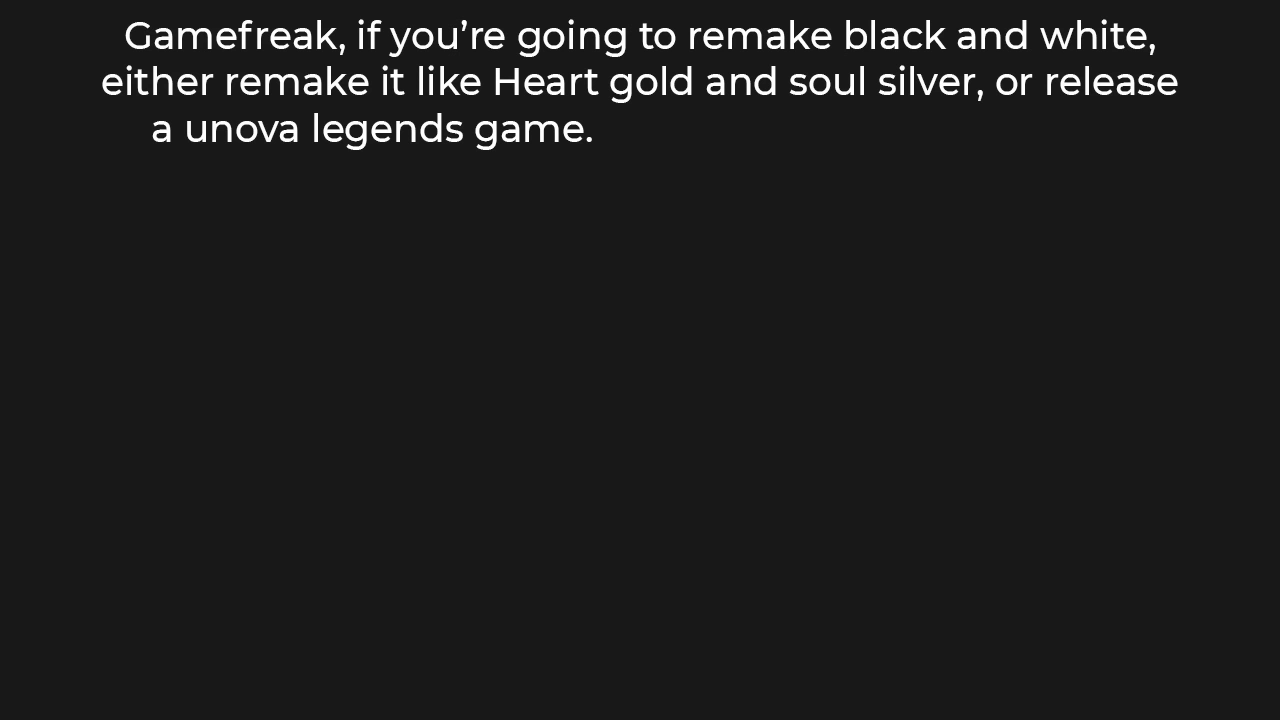 Gamefreak, if you’re going to remake black and white,
either remake it like Heart gold and soul silver, or release
a unova legends game.